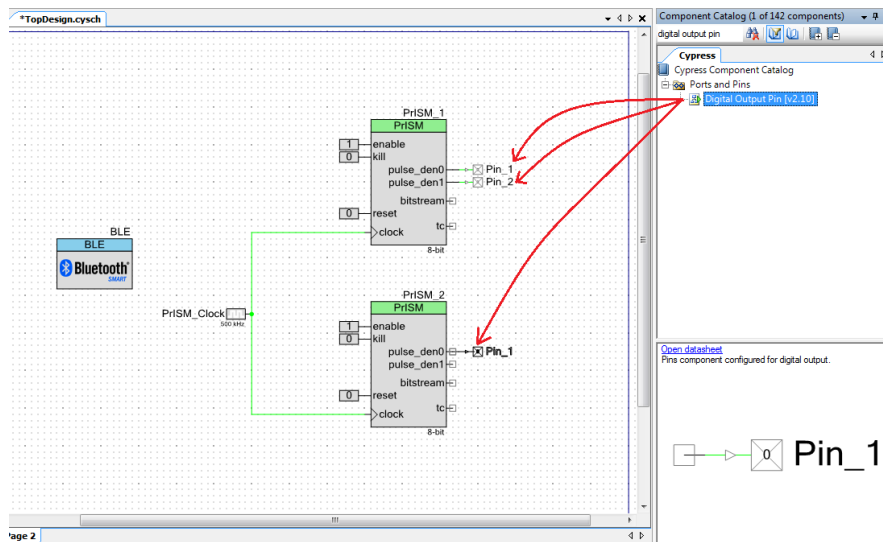 *TopDesign.cysch
Component Catalog (1 of 142 components)
digital output pin
Cypress
Cypress Component Catalog
Ports and Pins
Digital Output Pin [v2.10]
PrISM_1
PrISM
1
enable
0
kill
pulse_den0
Pin_1
pulse_den1
Pin_2
bitstream
0
reset
tc
clock
8-bit
BLE
BLE
Bluetooth®
SMART
PrISM_Clock
500 kHz
PrISM_2
PrISM
1
enable
0
kill
pulse_den0
Pin_1
pulse_den1
bitstream
0
reset
tc
clock
8-bit
Open datasheet
Pins component configured for digital output.
0
Pin_1
Page 2